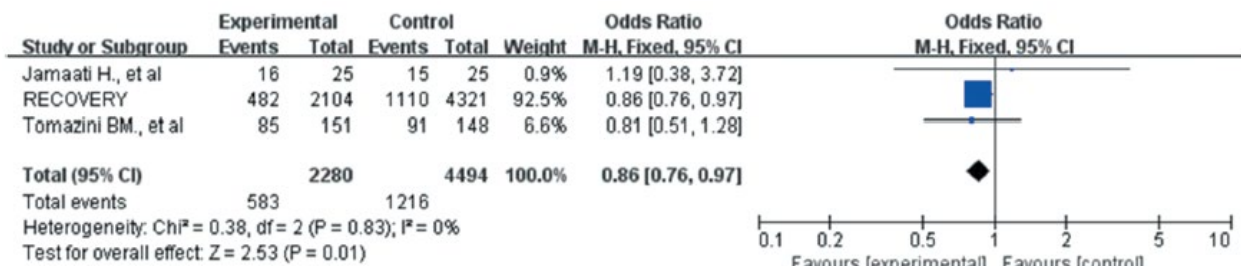 Experimental Control Odds Ratio Odds Ratio
Study or Subgroup Events Total Events Total Weight M-H, Fixed, 95% CI M-H, Fixed, 95% CI
Jamaati H., et al 16 25 15 25 0.9% 1.19 [0.38, 3.72]
RECOVERY 482 2104 1110 4321 92.5% 0.86 [0.76, 0.97]
Tomazini BM., et al 85 151 91 148 6.6% 0.81 [0.51, 1.28]
Total (95% CI) 2280 4494 100.0% 0.86 [0.76, 0.97]
Total events 583 1216
Heterogeneity: Chi² = 0.38, df = 2 (P = 0.83); I² = 0%
Test for overall effect: Z = 2.53 (P = 0.01)
0.1 0.2 0.5 1 2 5 10
Favours [experimental] Favours [control]